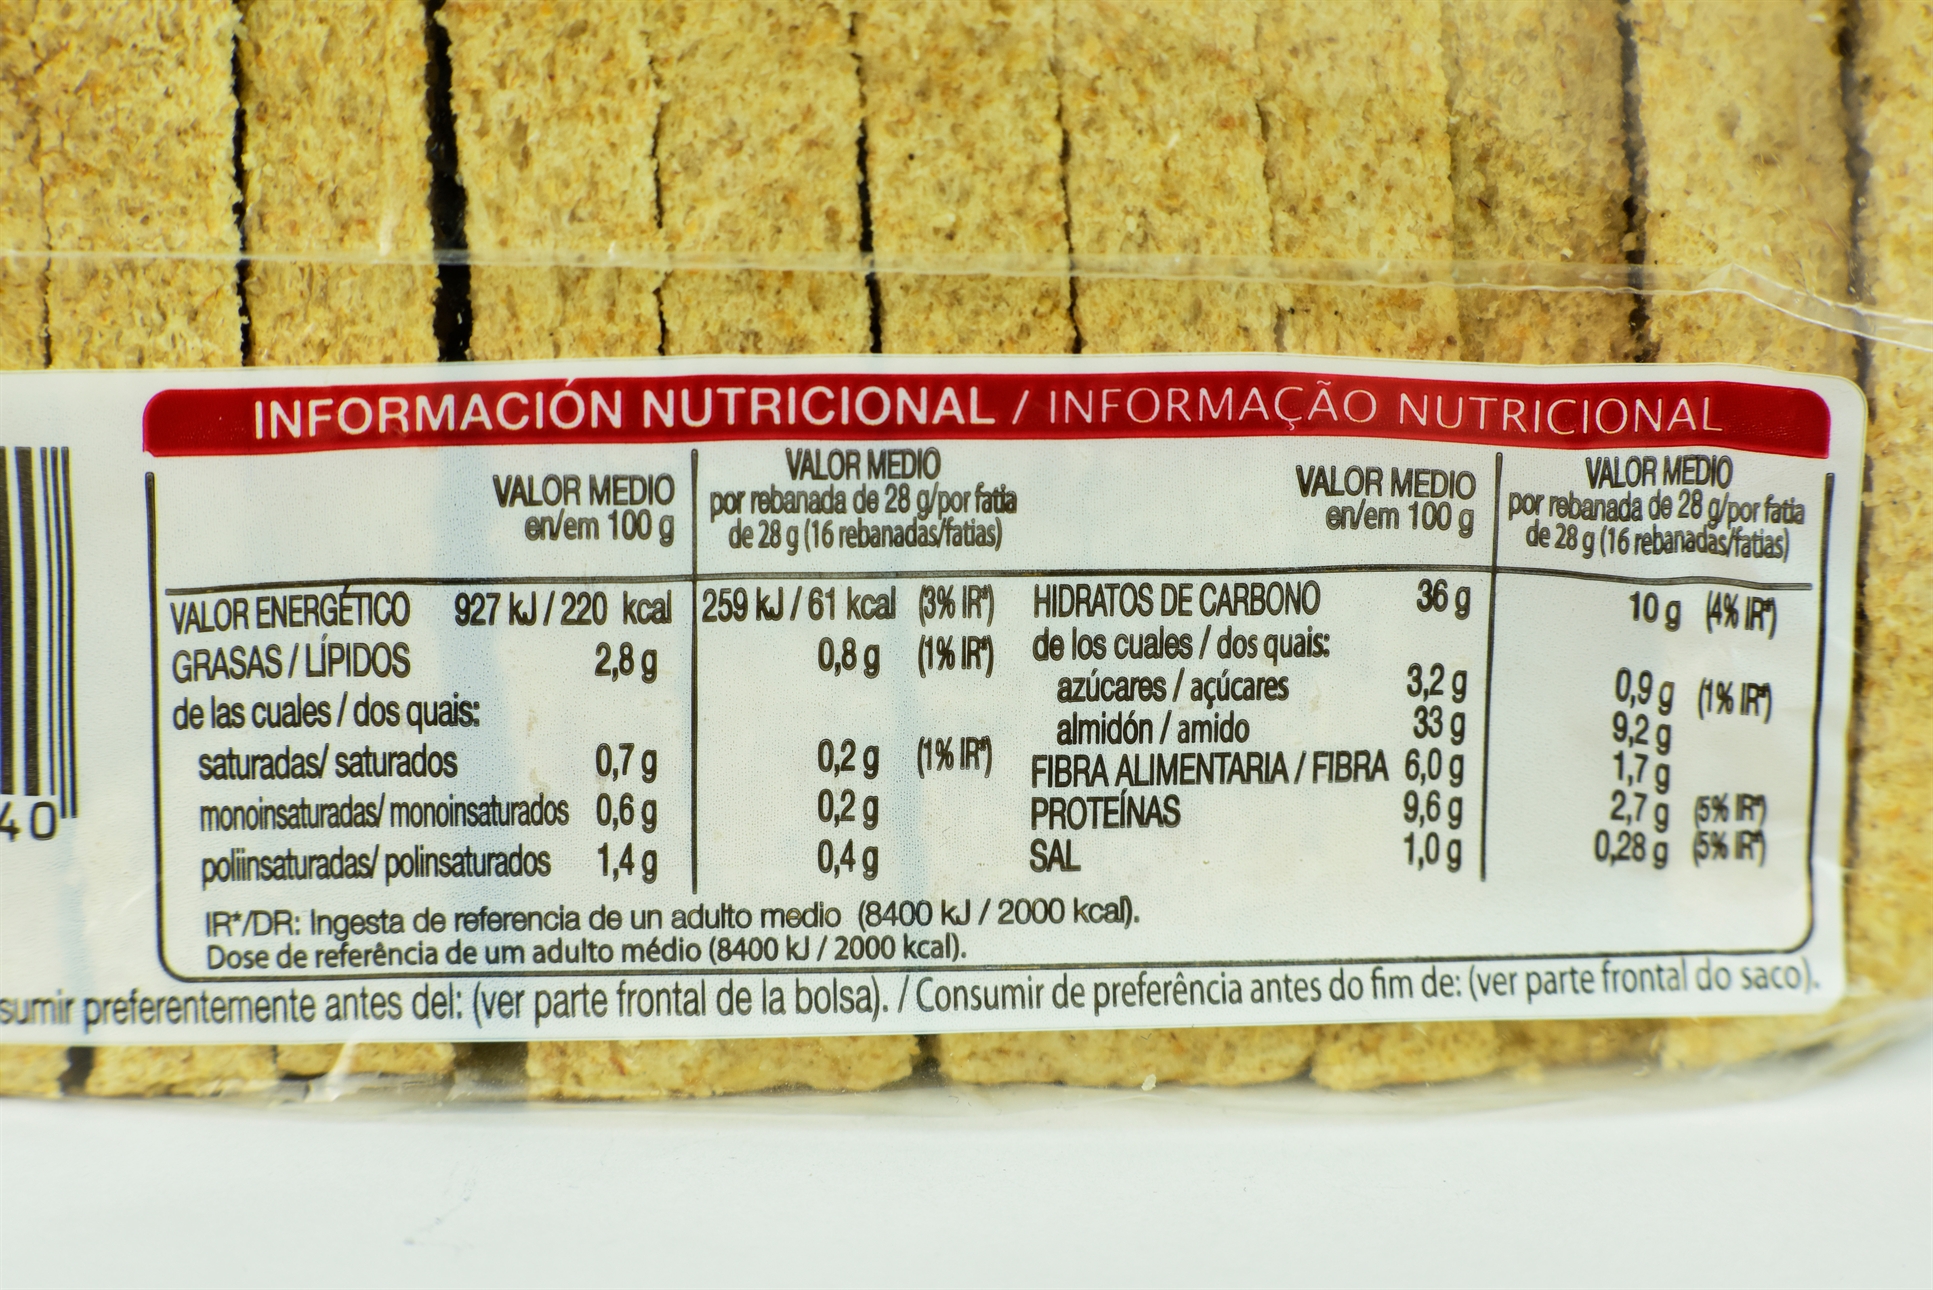 INFORMACIÓN NUTRICIONAL / INFORMAÇÃO NUTRICIONAL
VALOR MEDIO
en/em 100 g
VALOR MEDIO
por rebanada de 28 g/por fatia
de 28 g (16 rebanadas/fatias)
VALOR ENERGÉTICO 927 kJ / 220 kcal 259 kJ / 61 kcal (3% IR*)
GRASAS / LÍPIDOS 2,8 g 0,8 g (1% IR*)
de las cuales / dos quais:
saturadas/ saturados 0,7 g 0,2 g (1% IR*)
monoinsaturadas/ monoinsaturados 0,6 g 0,2 g
poliinsaturadas/ polinsaturados 1,4 g 0,4 g
VALOR MEDIO
en/em 100 g
VALOR MEDIO
por rebanada de 28 g/por fatia
de 28 g (16 rebanadas/fatias)
HIDRATOS DE CARBONO 36 g 10 g (4% IR*)
de los cuales / dos quais:
azúcares / açúcares 3,2 g 0,9 g (1% IR*)
almidón / amido 33 g 9,2 g
FIBRA ALIMENTARIA / FIBRA 6,0 g 1,7 g
PROTEÍNAS 9,6 g 2,7 g (5% IR*)
SAL 1,0 g 0,28 g (5% IR*)
IR*/DR: Ingesta de referencia de un adulto medio (8400 kJ / 2000 kcal).
Dose de referência de um adulto médio (8400 kJ / 2000 kcal).
sumir preferentemente antes del: (ver parte frontal de la bolsa). / Consumir de preferência antes do fim de: (ver parte frontal do saco).
40